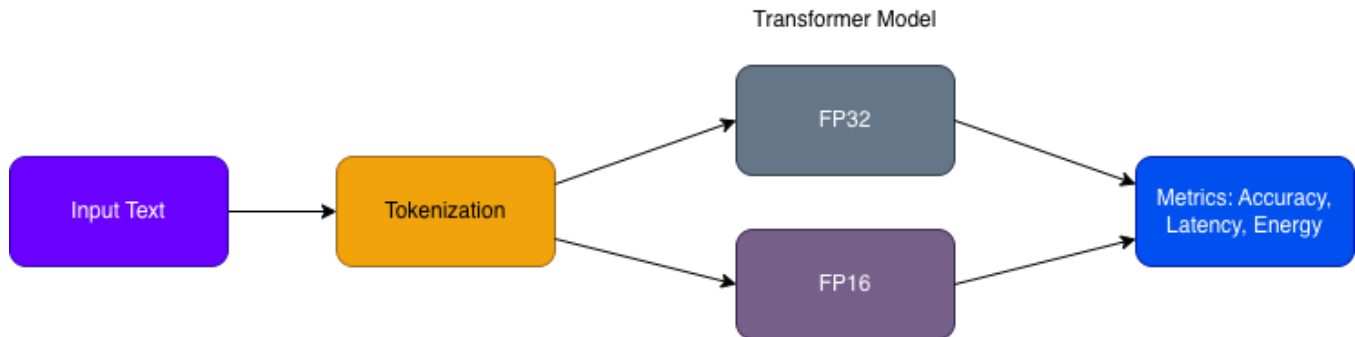 Transformer Model
Input Text
Tokenization
FP32
FP16
Metrics: Accuracy,
Latency, Energy